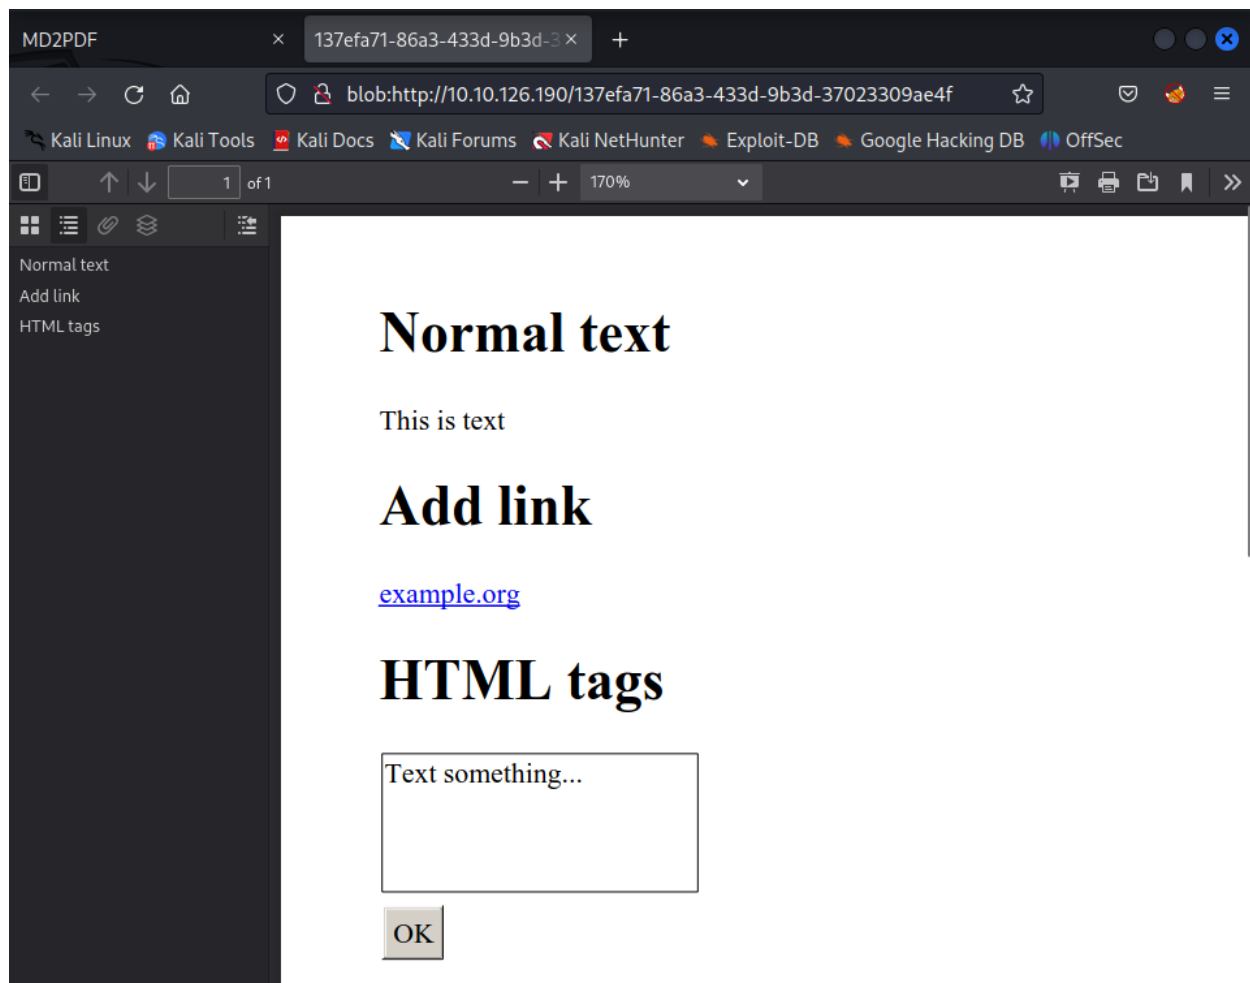 MD2PDF
137efa71-86a3-433d-9b3d-3
blob:http://10.10.126.190/137efa71-86a3-433d-9b3d-37023309ae4f
Kali Linux Kali Tools Kali Docs Kali Forums Kali NetHunter Exploit-DB Google Hacking DB OffSec
1 of 1 170%
Normal text
Add link
HTML tags
Normal text
This is text
Add link
example.org
HTML tags
Text something...
OK